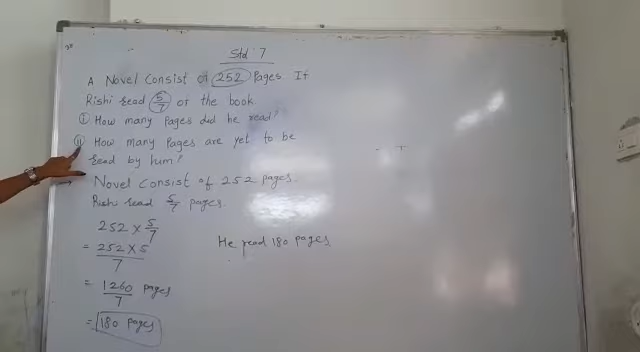 Std 7
A Novel Consist of 252 Pages. If
Rishi read 5/7 of the book.
i How many Pages did he read?
ii How many Pages are yet to be
read by him?
→ Novel Consist of 252 pages.
Rishi read 5/7 pages.
252 × 5/7
= 252 × 5 / 7
= 1260/7 pages
= 180 pages
He read 180 pages